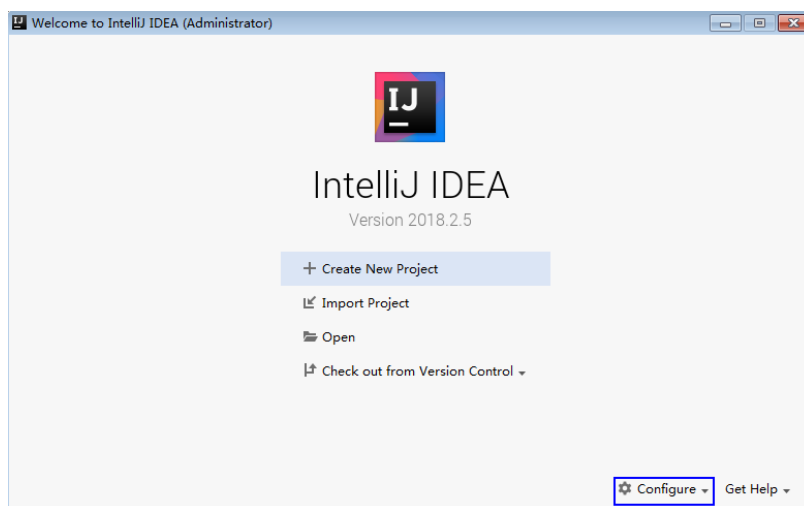 Welcome to IntelliJ IDEA (Administrator)
IJ
IntelliJ IDEA
Version 2018.2.5
Create New Project
Import Project
Open
Check out from Version Control
Configure Get Help